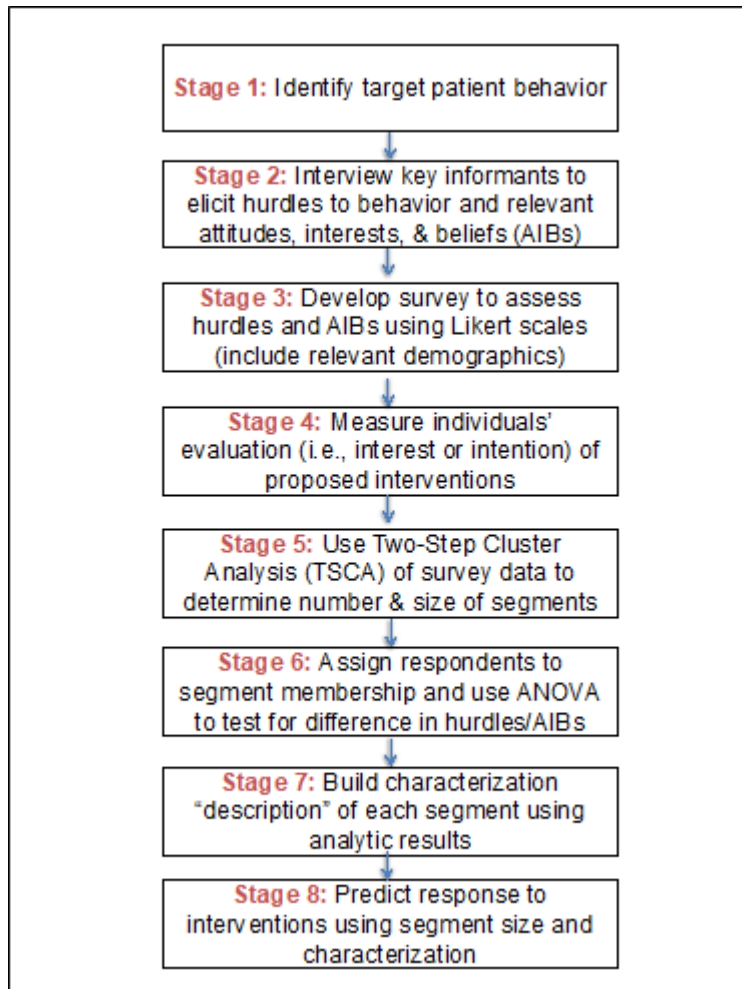 Stage 1: Identify target patient behavior
Stage 2: Interview key informants to
elicit hurdles to behavior and relevant
attitudes, interests, & beliefs (AIBs)
Stage 3: Develop survey to assess
hurdles and AIBs using Likert scales
(include relevant demographics)
Stage 4: Measure individuals’
evaluation (i.e., interest or intention) of
proposed interventions
Stage 5: Use Two-Step Cluster
Analysis (TSCA) of survey data to
determine number & size of segments
Stage 6: Assign respondents to
segment membership and use ANOVA
to test for difference in hurdles/AIBs
Stage 7: Build characterization
“description” of each segment using
analytic results
Stage 8: Predict response to
interventions using segment size and
characterization